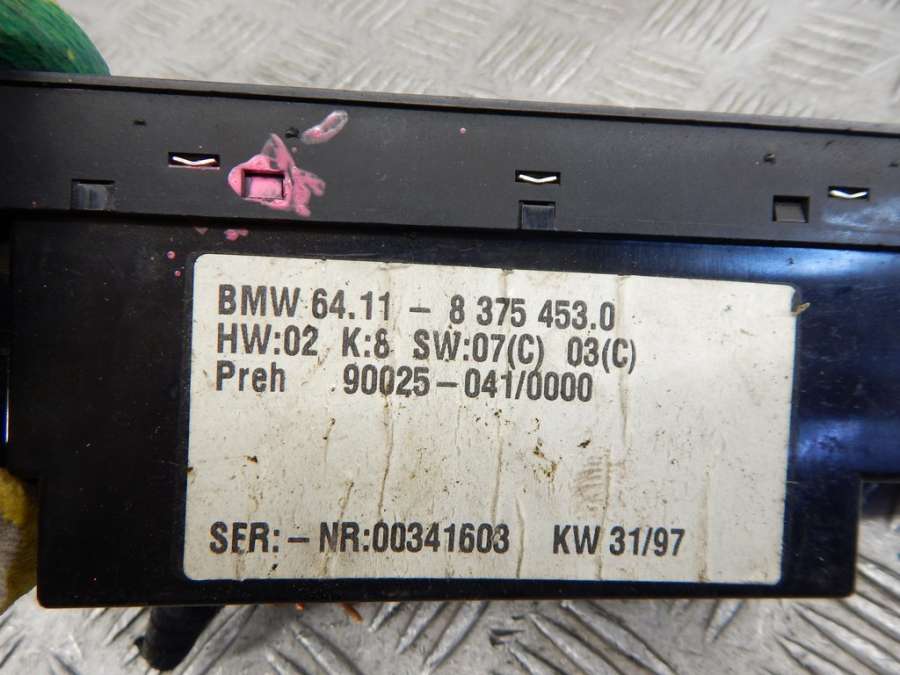 BMW 64.11 - 8 375 453.0
HW:02 K:8 SW:07(C) 03(C)
Preh 90025-041/0000
SER:-NR:00341603 KW 31/97